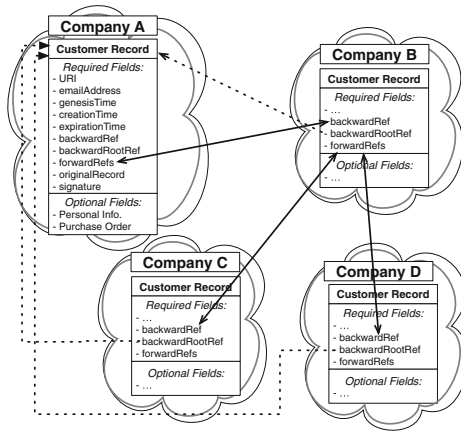 Company A
Customer Record
Required Fields:
- URI
- emailAddress
- genesisTime
- creationTime
- expirationTime
- backwardRef
- backwardRootRef
- forwardRefs
- originalRecord
- signature
Optional Fields:
- Personal Info.
- Purchase Order
Company B
Customer Record
Required Fields:
- ...
- backwardRef
- backwardRootRef
- forwardRefs
Optional Fields:
- ...
Company C
Customer Record
Required Fields:
- ...
- backwardRef
- backwardRootRef
- forwardRefs
Optional Fields:
- ...
Company D
Customer Record
Required Fields:
- ...
- backwardRef
- backwardRootRef
- forwardRefs
Optional Fields:
- ...